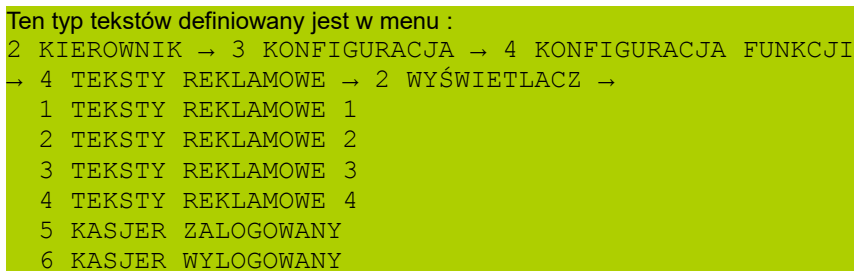 Ten typ tekstów definiowany jest w menu :
2 KIEROWNIK → 3 KONFIGURACJA → 4 KONFIGURACJA FUNKCJI
→ 4 TEKSTY REKLAMOWE → 2 WYŚWIETLACZ →
1 TEKSTY REKLAMOWE 1
2 TEKSTY REKLAMOWE 2
3 TEKSTY REKLAMOWE 3
4 TEKSTY REKLAMOWE 4
5 KASJER ZALOGOWANY
6 KASJER WYLOGOWANY